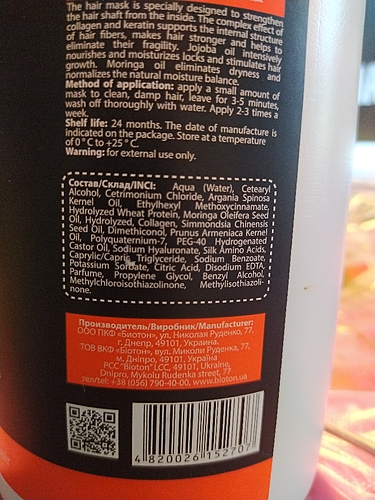 The hair mask is specially designed to strengthen
the hair shaft from the inside. The complex effect of
collagen and keratin supports the internal structure
of hair fibers, makes hair stronger and helps to
eliminate their fragility. Jojoba oil intensively
nourishes and moisturizes locks and stimulates hair
growth. Moringa oil eliminates dryness and
normalizes the natural moisture balance.
Method of application: apply a small amount of
mask to clean, damp hair, leave for 3-5 minutes,
wash off thoroughly with water. Apply 2-3 times a
week.
Shelf life: 24 months. The date of manufacture is
indicated on the package. Store at a temperature
of 0 ° C to +25 ° C.
Warning: for external use only.
Состав/Склад/INCI: Aqua (Water), Cetearyl
Alcohol, Cetrimonium Chloride, Argania Spinosa
Kernel Oil, Ethylhexyl Methoxycinnamate,
Hydrolyzed Wheat Protein, Moringa Oleifera Seed
Oil, Hydrolyzed, Collagen, Simmondsia Chinensis
Seed Oil, Dimethicone, Prunus Armeniaca Kernel
Oil, Polyquaternium-7, PEG-40 Hydrogenated
Castor Oil, Sodium Hyaluronate, Silk Amino Acids,
Caprylic/Capric Triglyceride, Sodium Benzoate,
Potassium Sorbate, Citric Acid, Disodium EDTA,
Parfume, Propylene Glycol, Benzyl Alcohol,
Methylchloroisothiazolinone, Methylisothiazoli-
none.
Производитель/Виробник/Manufacturer:
ООО ПКФ «Биотон», ул. Николая Руденко, 77,
г. Днепр, 49101, Украина.
ТОВ ВКФ «Біотон», вул. Миколи Руденка, 77,
м. Дніпро, 49101, Україна
PCC "Bioton" LCC, 49101, Ukraine,
Dnipro, Mykolu Rudenka street, 77
тел/tel: +38 (056) 790-40-00, www.bioton.ua
4 820026 152707